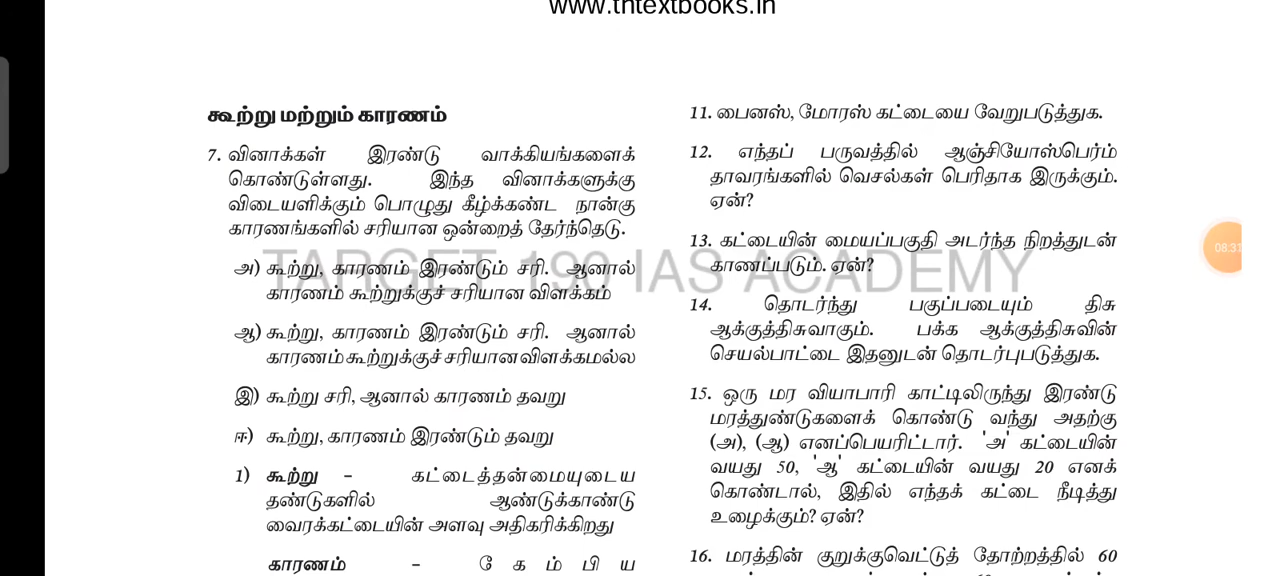 www.tntextbooks.in
கூற்று மற்றும் காரணம்
7. வினாக்கள் இரண்டு வாக்கியங்களைக்
கொண்டுள்ளது. இந்த வினாக்களுக்கு
விடையளிக்கும் பொழுது கீழ்க்கண்ட நான்கு
காரணங்களில் சரியான ஒன்றைத் தேர்ந்தெடு.
அ) கூற்று, காரணம் இரண்டும் சரி. ஆனால்
காரணம் கூற்றுக்குச் சரியான விளக்கம்
ஆ) கூற்று, காரணம் இரண்டும் சரி. ஆனால்
காரணம் கூற்றுக்குச் சரியான விளக்கமல்ல
இ) கூற்று சரி, ஆனால் காரணம் தவறு
ஈ) கூற்று, காரணம் இரண்டும் தவறு
1) கூற்று – கட்டைத்தன்மையுடைய
தண்டுகளில் ஆண்டுக்காண்டு
வைரக்கட்டையின் அளவு அதிகரிக்கிறது
காரணம் – கேம்பிய
11. பைனஸ், மோரஸ் கட்டையை வேறுபடுத்துக.
12. எந்தப் பருவத்தில் ஆஞ்சியோஸ்பெர்ம்
தாவரங்களில் வெசல்கள் பெரிதாக இருக்கும்.
ஏன்?
13. கட்டையின் மையப்பகுதி அடர்ந்த நிறத்துடன்
காணப்படும். ஏன்?
14. தொடர்ந்து பகுப்படையும் திசு
ஆக்குத்திசுவாகும். பக்க ஆக்குத்திசுவின்
செயல்பாட்டை இதனுடன் தொடர்புபடுத்துக.
15. ஒரு மர வியாபாரி காட்டிலிருந்து இரண்டு
மரத்துண்டுகளைக் கொண்டு வந்து அதற்கு
(அ), (ஆ) எனப்பெயரிட்டார். 'அ' கட்டையின்
வயது 50, 'ஆ' கட்டையின் வயது 20 எனக்
கொண்டால், இதில் எந்தக் கட்டை நீடித்து
உழைக்கும்? ஏன்?
16. மரத்தின் குறுக்குவெட்டுத் தோற்றத்தில் 60
TARGET 190 IAS ACADEMY
08:31